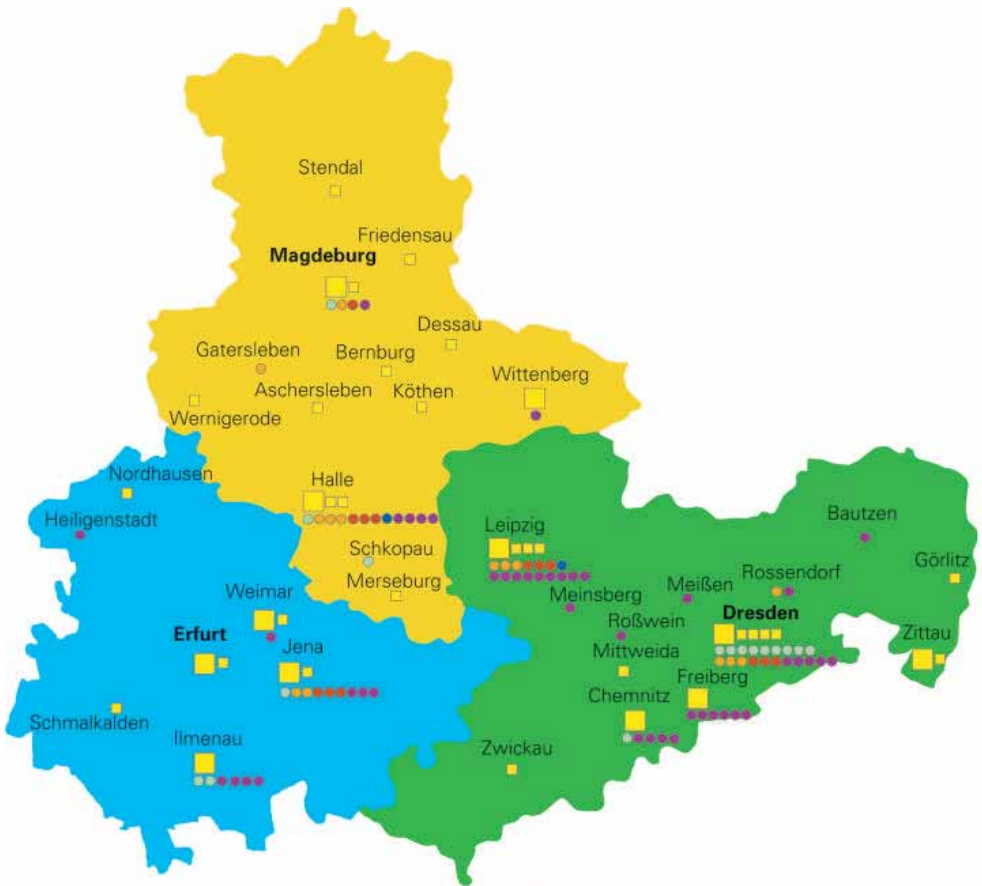 Stendal
Friedensau
Magdeburg
Dessau
Gatersleben
Bernburg
Wittenberg
Aschersleben
Köthen
Wernigerode
Nordhausen
Halle
Heiligenstadt
Leipzig
Bautzen
Schkopau
Görlitz
Merseburg
Meißen
Rossendorf
Meinsberg
Weimar
Dresden
Roßwein
Erfurt
Jena
Zittau
Mittweida
Freiberg
Chemnitz
Schmalkalden
Ilmenau
Zwickau